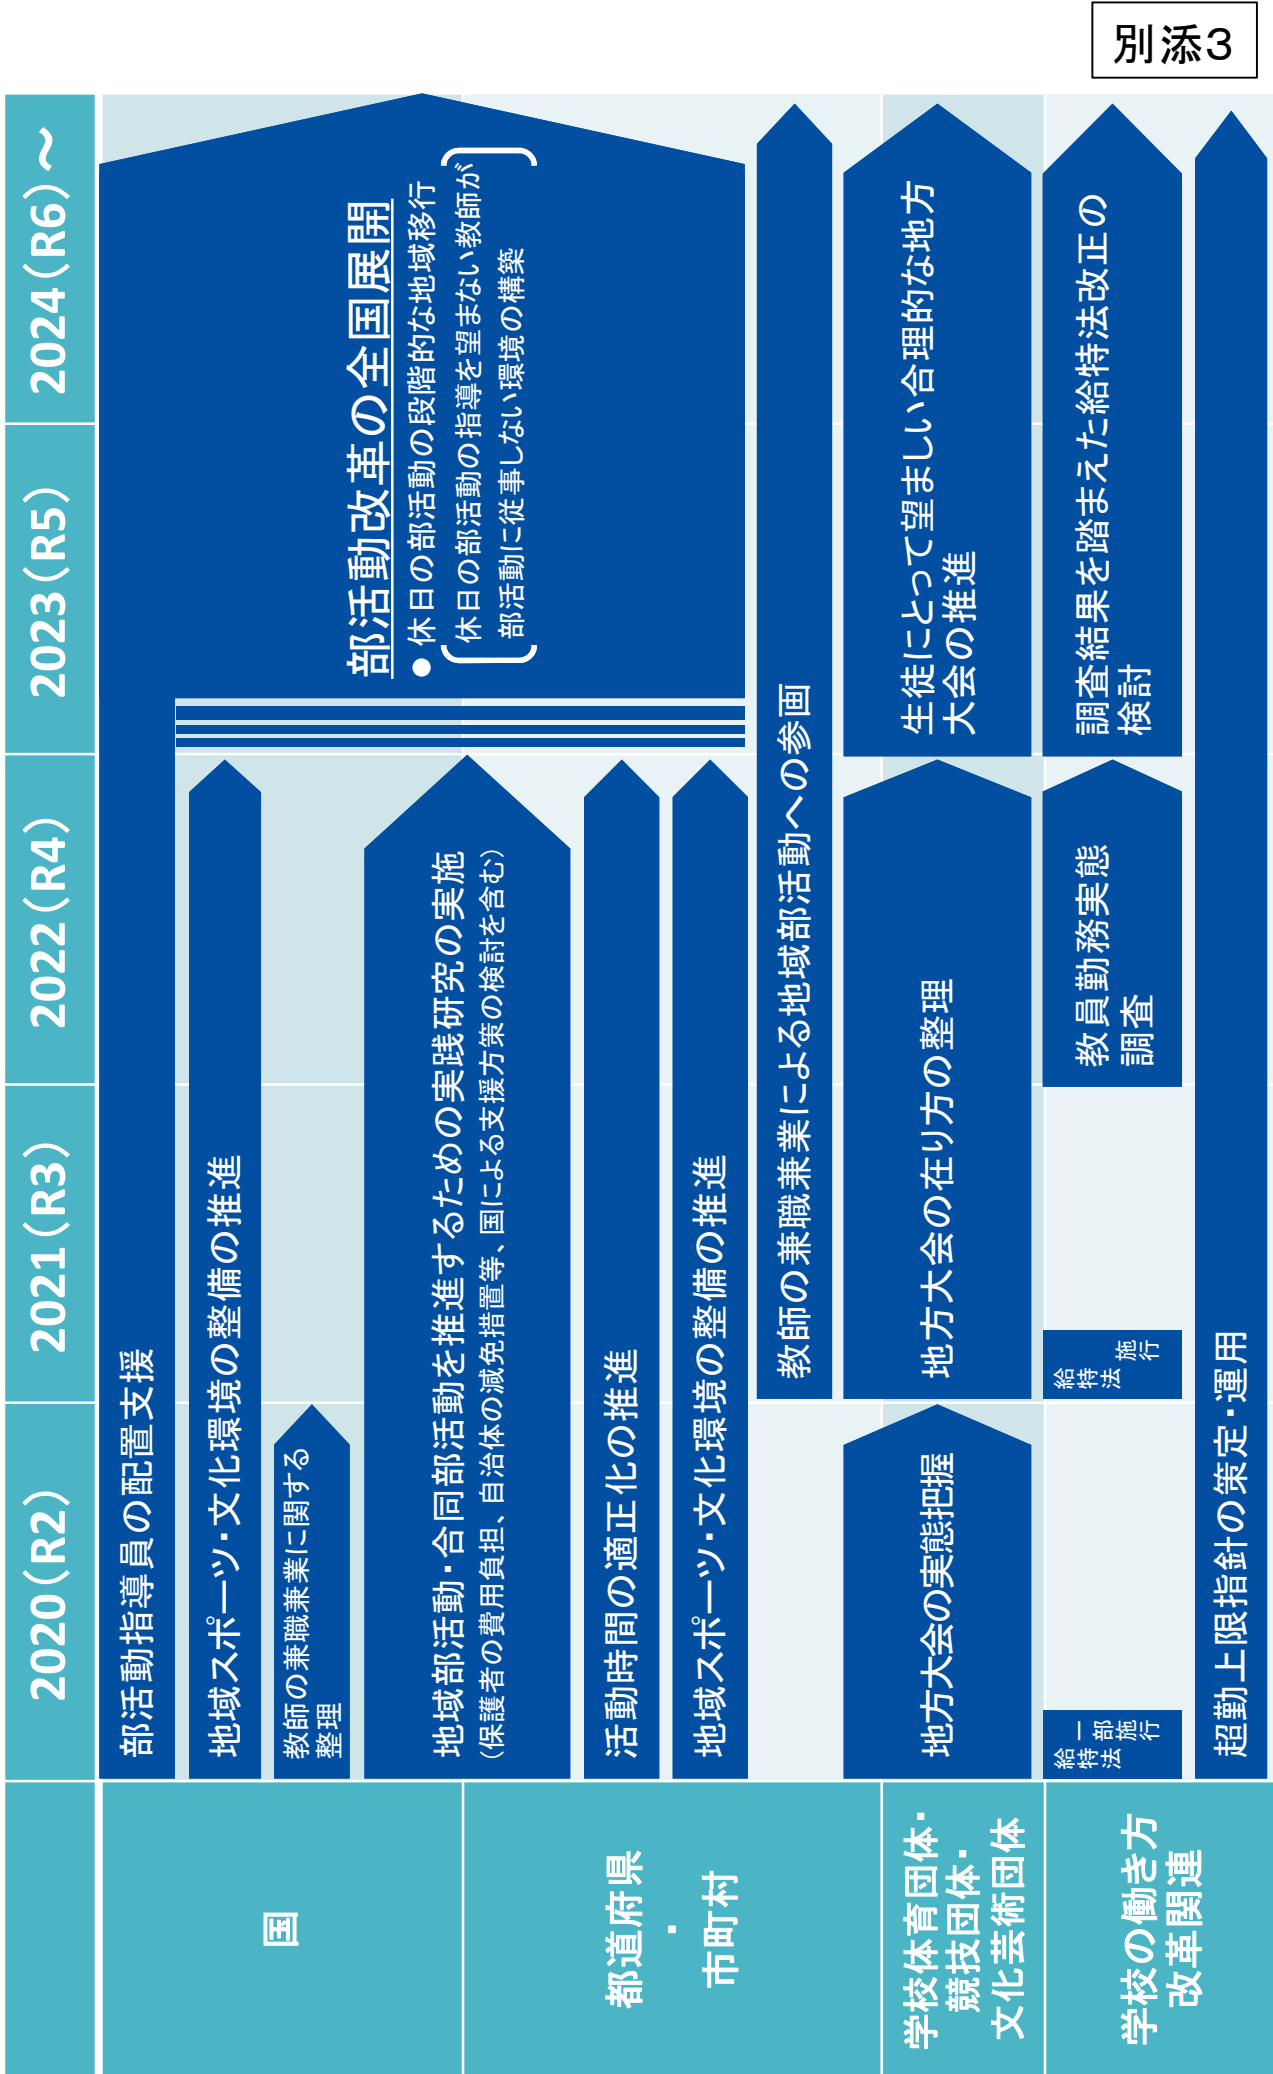 別添3
2020(R2)
2021(R3)
2022(R4)
2023(R5)
2024(R6)～
国
部活動指導員の配置支援
地域スポーツ・文化環境の整備の推進
教師の兼職兼業に関する
整理
地域部活動・合同部活動を推進するための実践研究の実施
(保護者の費用負担、自治体の減免措置等、国による支援方策の検討を含む)
部活動改革の全国展開
●休日の部活動の段階的な地域移行
休日の部活動の指導を望まない教師が
部活動に従事しない環境の構築
都道府県
・
市町村
活動時間の適正化の推進
地域スポーツ・文化環境の整備の推進
教師の兼職兼業による地域部活動への参画
学校体育団体・
競技団体・
文化芸術団体
地方大会の実態把握
地方大会の在り方の整理
生徒にとって望ましい合理的な地方
大会の推進
学校の働き方
改革関連
給特法
一部施行
給特法
施行
教員勤務実態
調査
調査結果を踏まえた給特法改正の
検討
超勤上限指針の策定・運用